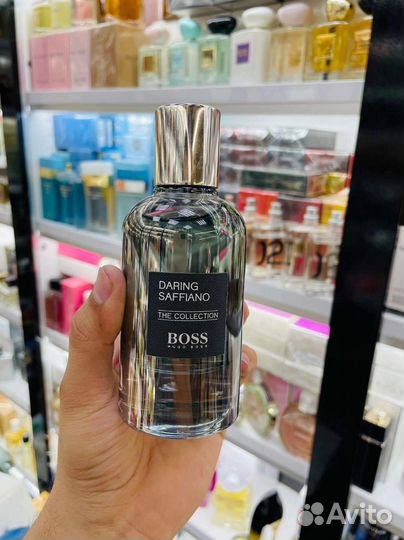 DARING
SAFFIANO
THE COLLECTION
BOSS
HUGO BOSS
Avito